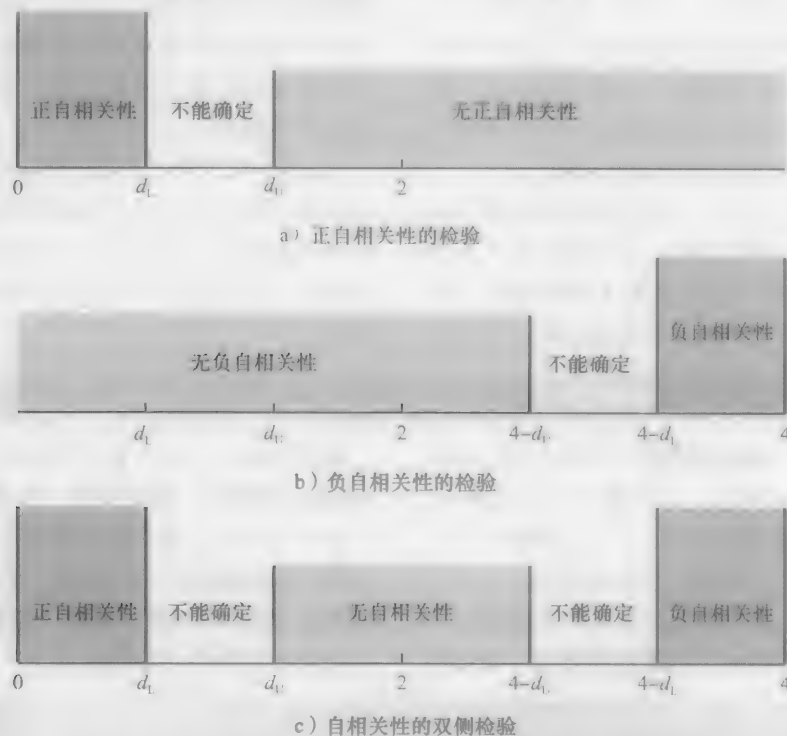 正自相关性 不能确定 无正自相关性
0 d_L d_U 2
a）正自相关性的检验
无负自相关性 不能确定 负自相关性
d_L d_U 2 4-d_U 4-d_L 4
b）负自相关性的检验
正自相关性 不能确定 无自相关性 不能确定 负自相关性
0 d_L d_U 2 4-d_U 4-d_L 4
c）自相关性的双侧检验